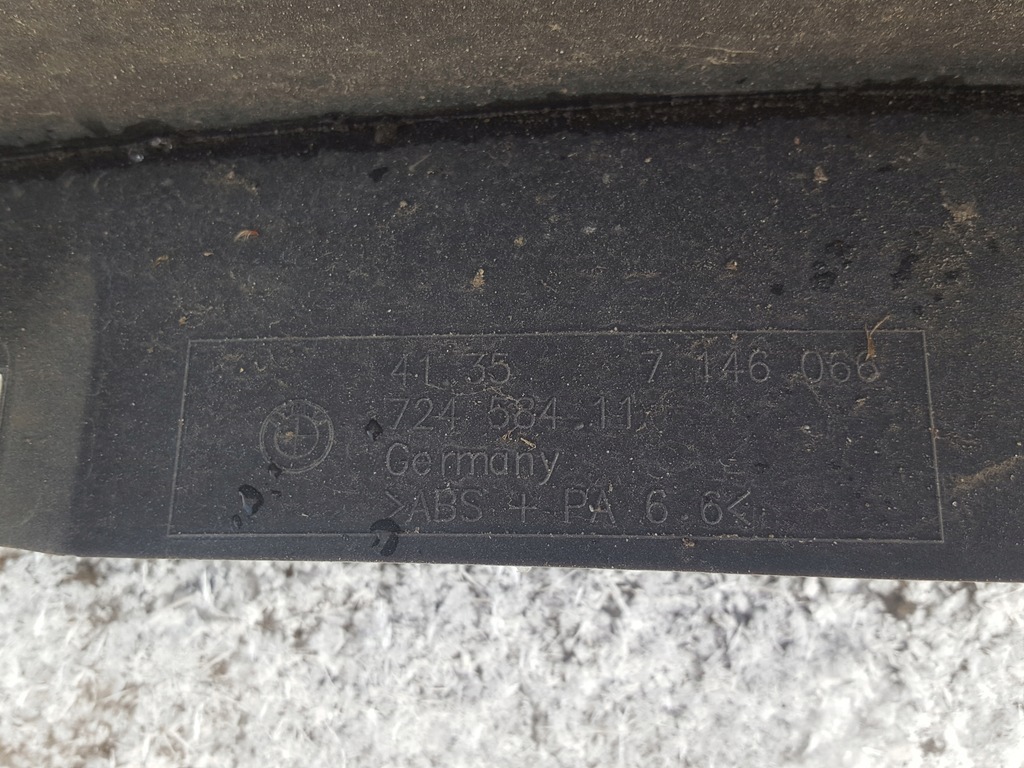 41.35 7 146 066
724 584.11
Germany
>ABS + PA 6.6<